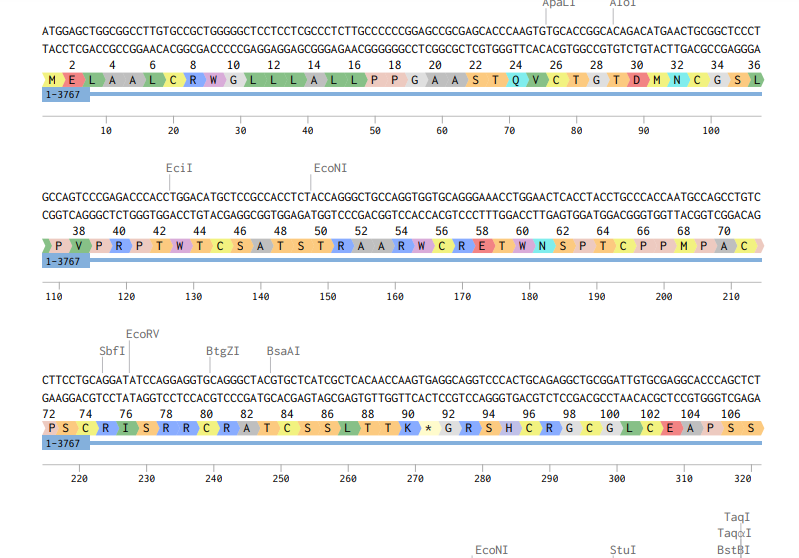 ApaLI AloI
ATGGAGCTGGCGGCCTTGTGCCGCTGGGGGCTCCTCCTCGCCCTCTTGCCCCCCGGAGCCGCGAGCACCCAAGTGTGCACCGGCACAGACATGAACTGCGGCTCCCT
TACCTCGACCGCCGGAACACGGCGACCCCCGAGGAGGAGCGGGAGAACGGGGGGCCTCGGCGCTCGTGGGTTCACACGTGGCCGTGTCTGTACTTGACGCCGAGGGA
2 4 6 8 10 12 14 16 18 20 22 24 26 28 30 32 34 36
M E L A A L C R W G L L L A L L P P G A A S T Q V C T G T D M N C G S L
1-3767
10 20 30 40 50 60 70 80 90 100
EciI EcoNI
GCCAGTCCCGAGACCCACCTGGACATGCTCCGCCACCTCTACCAGGGCTGCCAGGTGGTGCAGGGAAACCTGGAACTCACCTACCTGCCCACCAATGCCAGCCTGTC
CGGTCAGGGCTCTGGGTGGACCTGTACGAGGCGGTGGAGATGGTCCCGACGGTCCACCACGTCCCTTTGGACCTTGAGTGGATGGACGGGTGGTTACGGTCGGACAG
38 40 42 44 46 48 50 52 54 56 58 60 62 64 66 68 70
P V P R P T W T C S A T S T R A A R W C R E T W N S P T C P P M P A C
1-3767
110 120 130 140 150 160 170 180 190 200 210
EcoRV
SbfI BtgZI BsaAI
CTTCCTGCAGGATATCCAGGAGGTGCAGGGCTACGTGCTCATCGCTCACAACCAAGTGAGGCAGGTCCCACTGCAGAGGCTGCGGATTGTGCGAGGCACCCAGCTCT
GAAGGACGTCCTATAGGTCCTCCACGTCCCGATGCACGAGTAGCGAGTGTTGGTTCACTCCGTCCAGGGTGACGTCTCCGACGCCTAACACGCTCCGTGGGTCGAGA
72 74 76 78 80 82 84 86 88 90 92 94 96 98 100 102 104 106
P S C R I S R R C R A T C S S L T T K * G R S H C R G C G L C E A P S S
1-3767
220 230 240 250 260 270 280 290 300 310 320
TaqI
TaqαI
EcoNI StuI BstBI